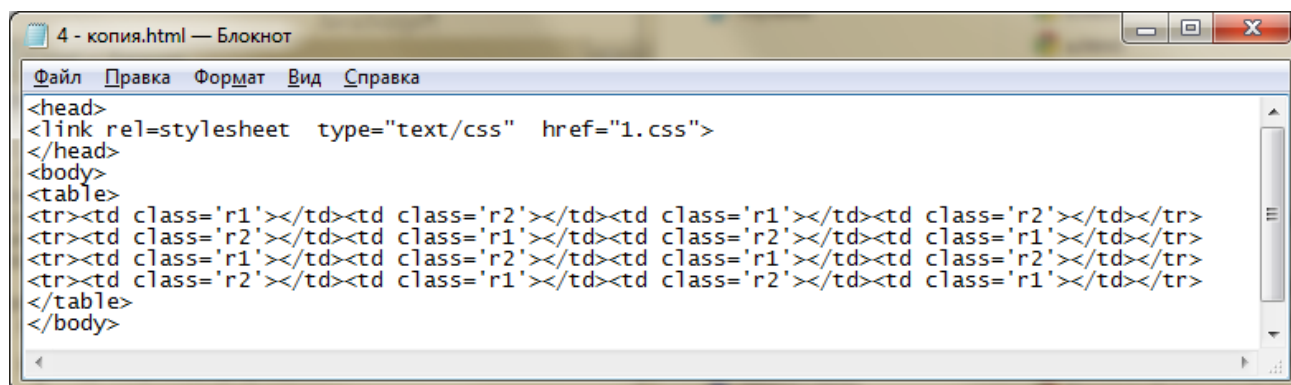 4 - копия.html — Блокнот
Файл Правка Формат Вид Справка
<head>
<link rel=stylesheet  type="text/css"  href="1.css">
</head>
<body>
<table>
<tr><td class='r1'></td><td class='r2'></td><td class='r1'></td><td class='r2'></td></tr>
<tr><td class='r2'></td><td class='r1'></td><td class='r2'></td><td class='r1'></td></tr>
<tr><td class='r1'></td><td class='r2'></td><td class='r1'></td><td class='r2'></td></tr>
<tr><td class='r2'></td><td class='r1'></td><td class='r2'></td><td class='r1'></td></tr>
</table>
</body>